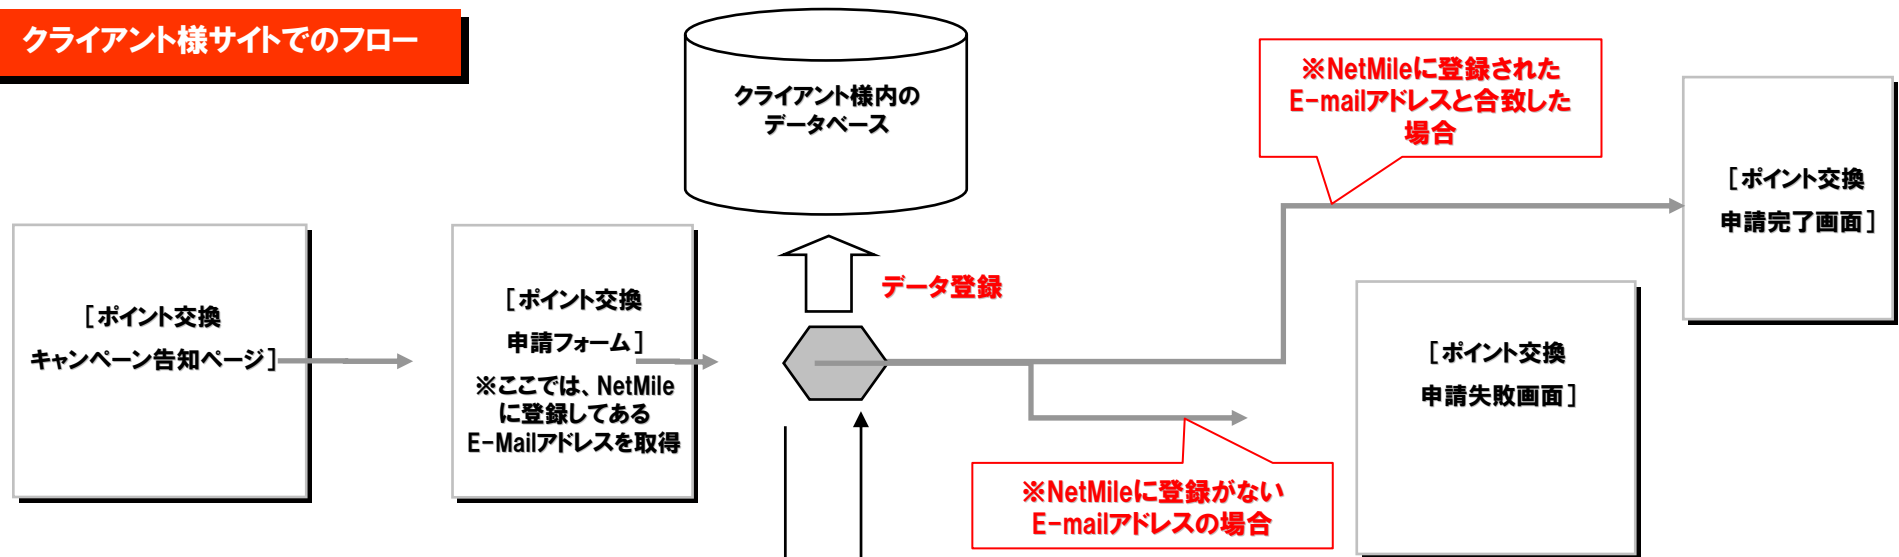 クライアント様サイトでのフロー
クライアント様内の
データベース
※NetMileに登録された
E-mailアドレスと合致した
場合
[ポイント交換
申請完了画面]
データ登録
[ポイント交換
キャンペーン告知ページ]
[ポイント交換
申請フォーム]
※ここでは、NetMile
に登録してある
E-Mailアドレスを取得
[ポイント交換
申請失敗画面]
※NetMileに登録がない
E-mailアドレスの場合